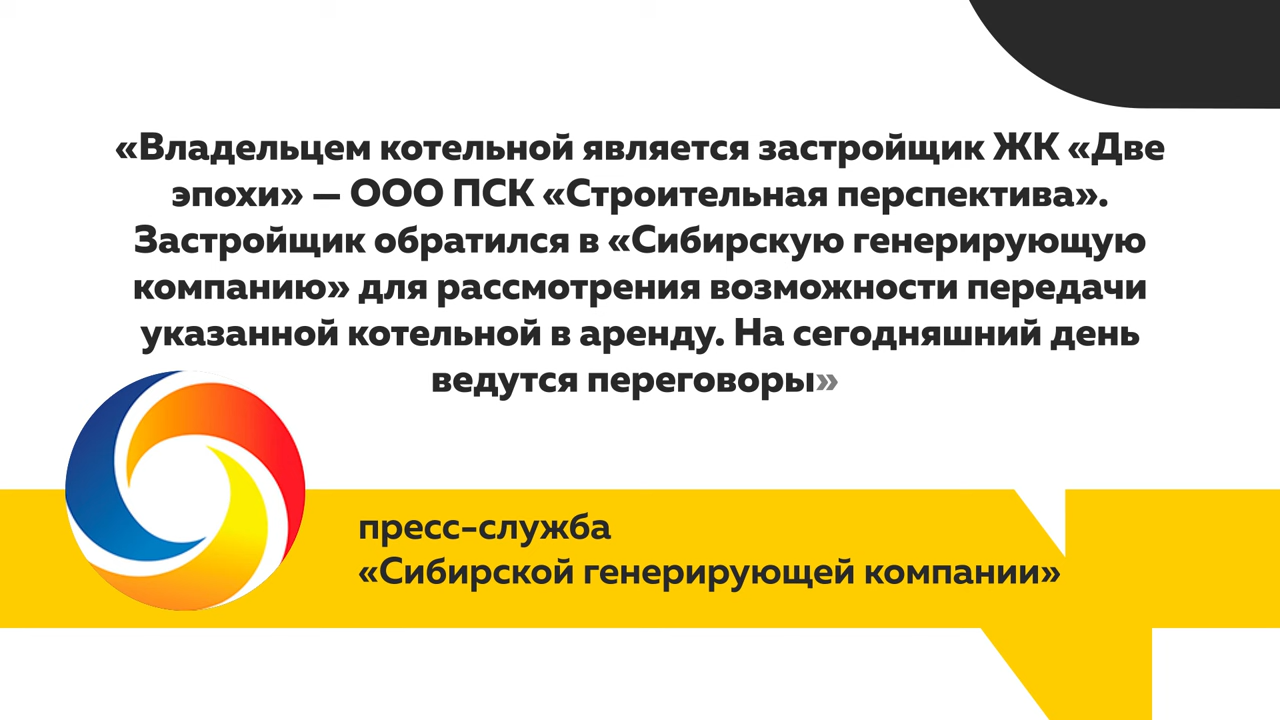 «Владельцем котельной является застройщик ЖК «Две
эпохи» — ООО ПСК «Строительная перспектива».
Застройщик обратился в «Сибирскую генерирующую
компанию» для рассмотрения возможности передачи
указанной котельной в аренду. На сегодняшний день
ведутся переговоры»
пресс-служба
«Сибирской генерирующей компании»